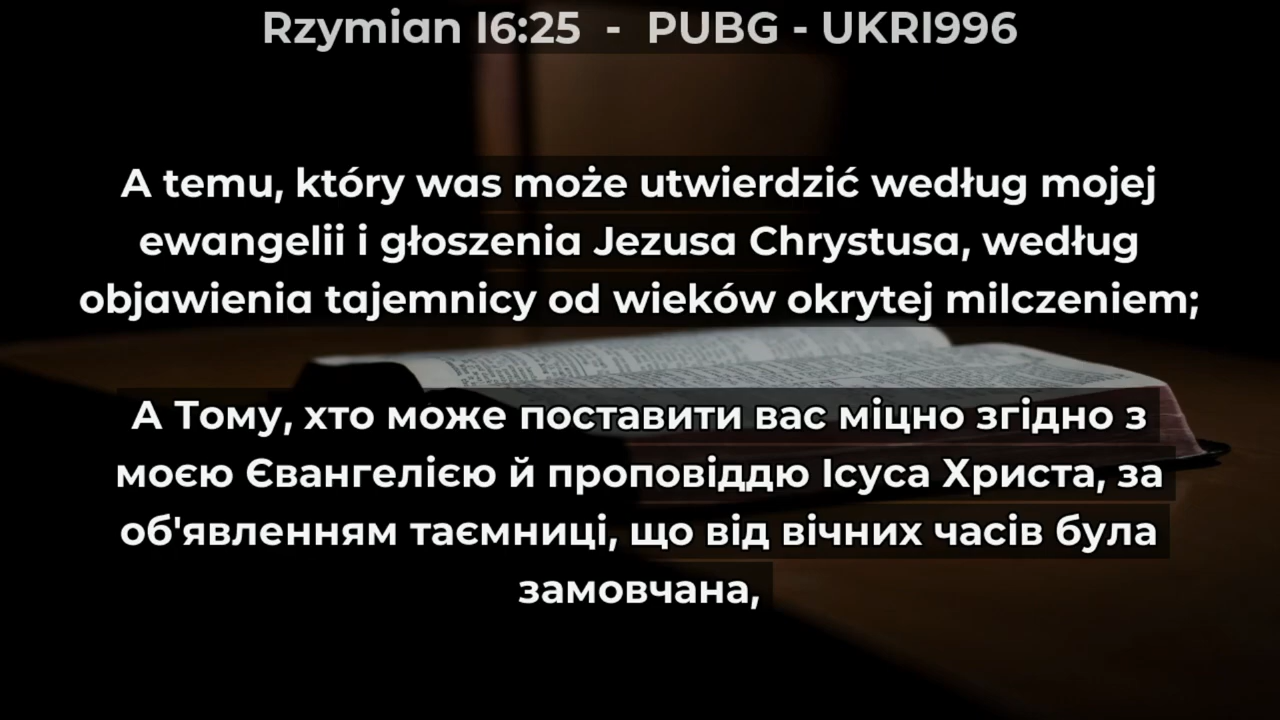 Rzymian 16:25 - PUBG - UKR1996
A temu, który was może utwierdzić według mojej
ewangelii i głoszenia Jezusa Chrystusa, według
objawienia tajemnicy od wieków okrytej milczeniem;
А Тому, хто може поставити вас міцно згідно з
моєю Євангелією й проповіддю Ісуса Христа, за
об'явленням таємниці, що від вічних часів була
замовчана,